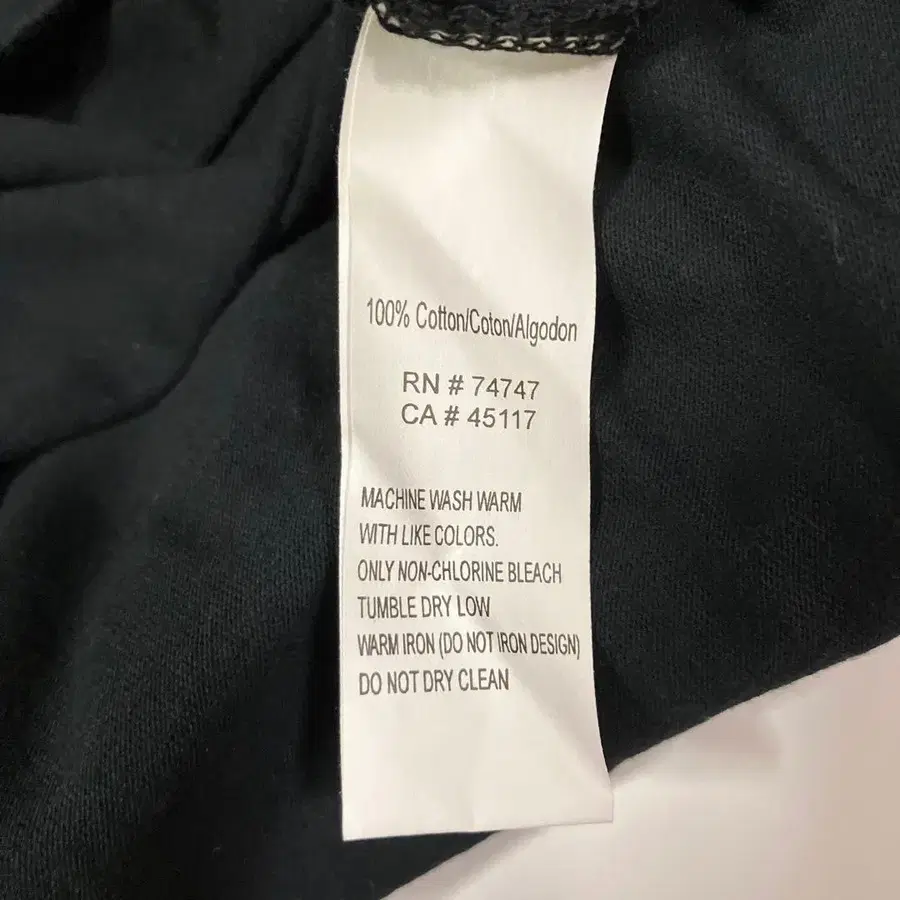 100% Cotton/Coton/Algodon
RN # 74747
CA # 45117
MACHINE WASH WARM
WITH LIKE COLORS.
ONLY NON-CHLORINE BLEACH
TUMBLE DRY LOW
WARM IRON (DO NOT IRON DESIGN)
DO NOT DRY CLEAN